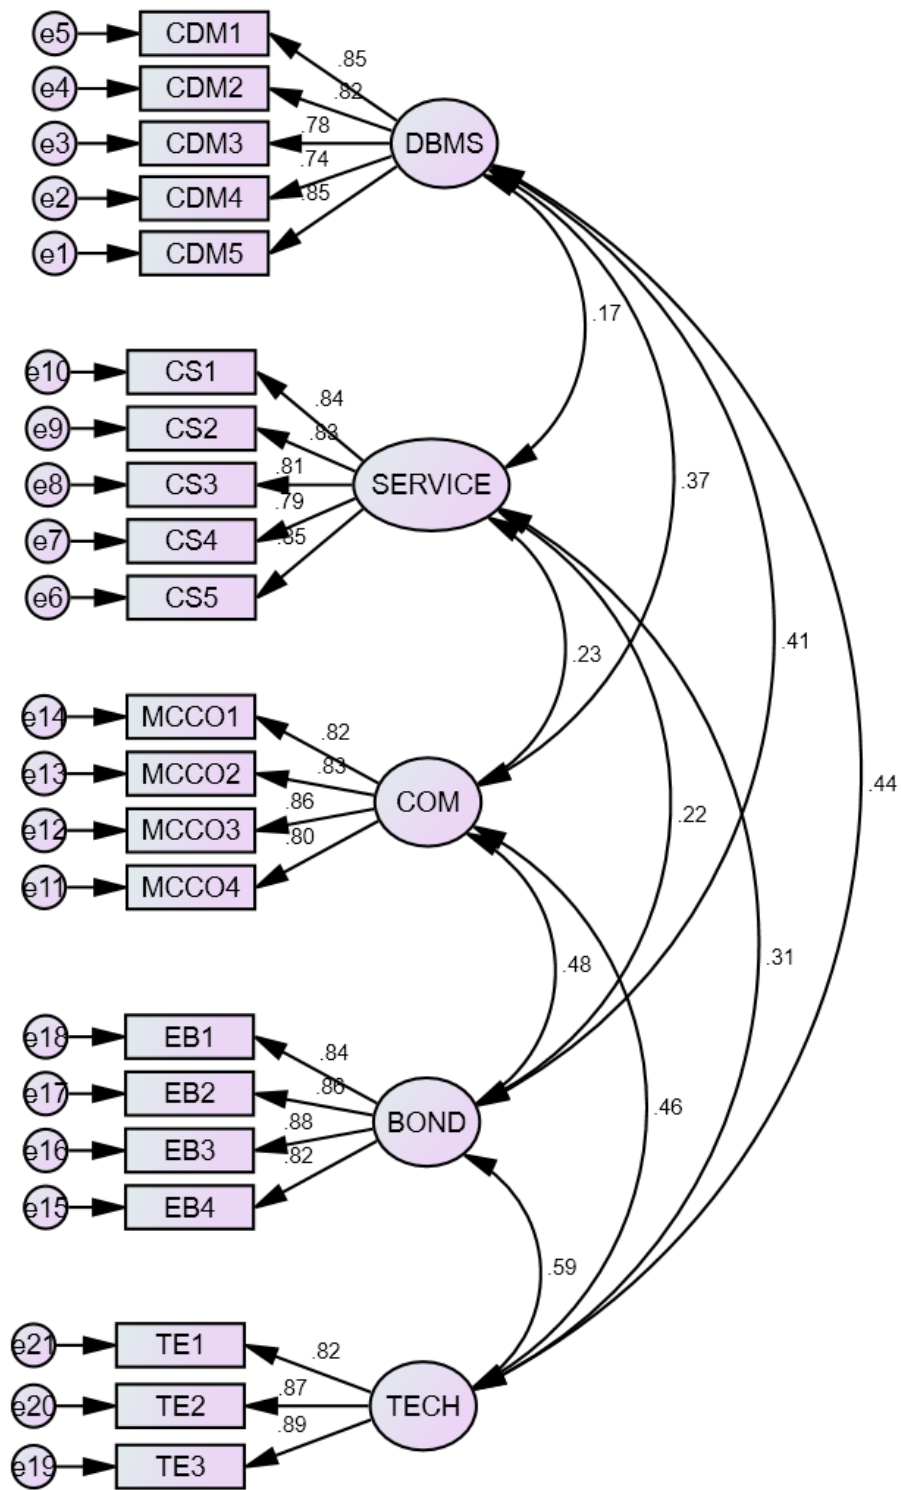 e5 CDM1
.85
e4 CDM2
.82
e3 CDM3
.78
DBMS
.74
e2 CDM4
.85
e1 CDM5
.17
e10 CS1
.84
e9 CS2
.83
.81
e8 CS3
SERVICE
.37
.79
e7 CS4
.85
e6 CS5
.41
.23
e14 MCCO1
.82
e13 MCCO2
.83
.44
.86
COM
.22
e12 MCCO3
.80
e11 MCCO4
.31
.48
e18 EB1
.84
e17 EB2
.86
.46
.88
BOND
e16 EB3
.82
e15 EB4
.59
e21 TE1
.82
.87
e20 TE2
TECH
.89
e19 TE3